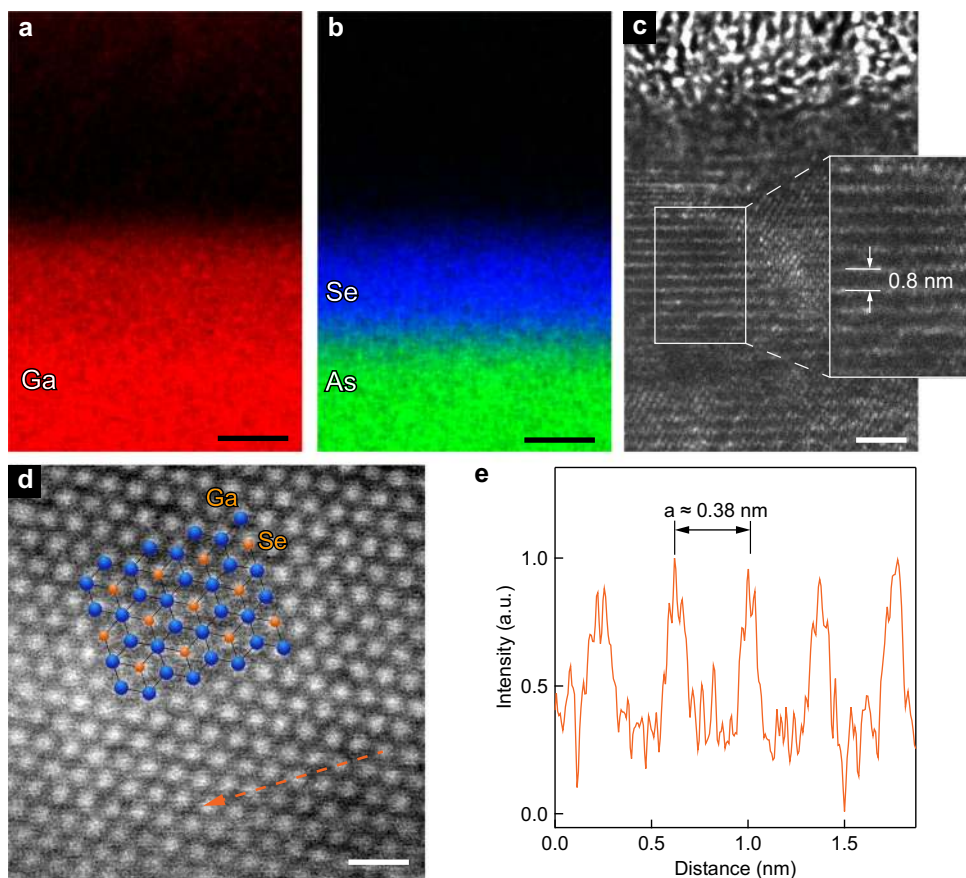 a
Ga
b
Se
As
c
0.8 nm
d
Ga
Se
e
a ≈ 0.38 nm
1.0
0.5
0.0
Intensity (a.u.)
0.0
0.5
1.0
1.5
Distance (nm)